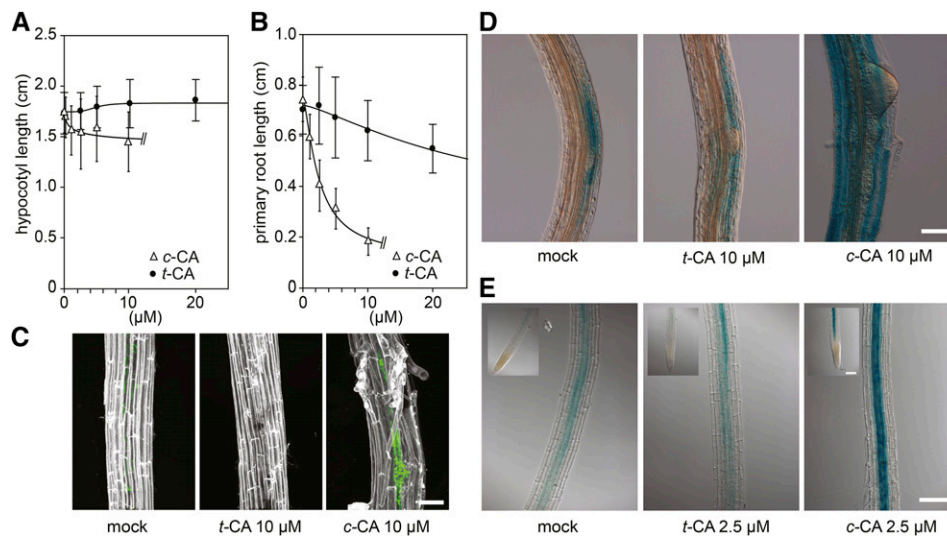 A
B
D
2.5
2.0
1.5
1.0
0.5
0
hypocotyl length (cm)
c-CA
t-CA
0
10
20
(µM)
1.0
0.8
0.6
0.4
0.2
0
primary root length (cm)
c-CA
t-CA
0
10
20
(µM)
mock
t-CA 10 µM
c-CA 10 µM
C
mock
t-CA 10 µM
c-CA 10 µM
E
mock
t-CA 2.5 µM
c-CA 2.5 µM